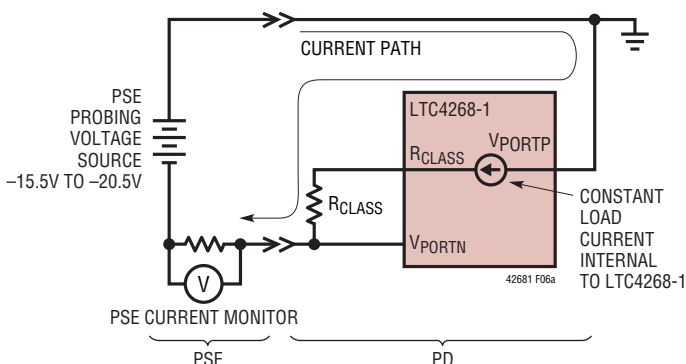 CURRENT PATH
PSE
PROBING
VOLTAGE
SOURCE
–15.5V TO –20.5V
LTC4268-1
VPORTP
RCLASS
RCLASS
CONSTANT
LOAD
CURRENT
INTERNAL
TO LTC4268-1
VPORTN
V
42681 F06a
PSE CURRENT MONITOR
PSE
PD